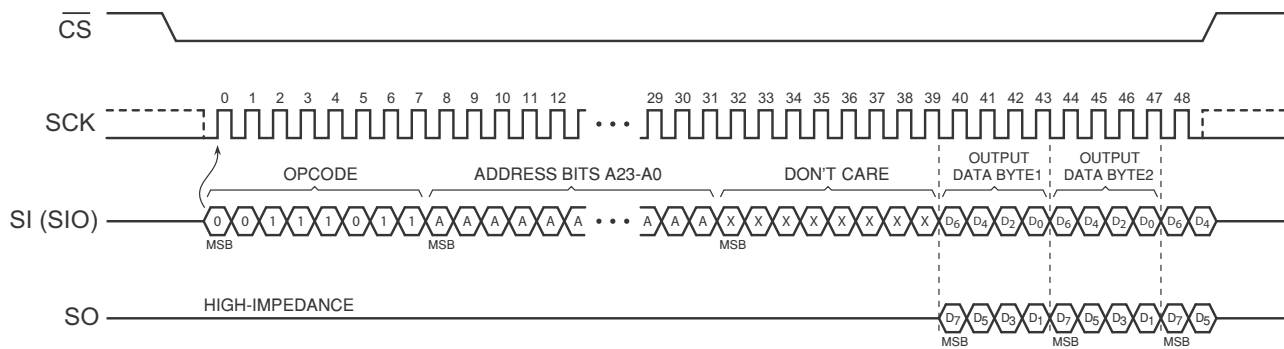 CS
SCK
0 1 2 3 4 5 6 7 8 9 10 11 12 29 30 31 32 33 34 35 36 37 38 39 40 41 42 43 44 45 46 47 48
OPCODE ADDRESS BITS A23-A0 DON'T CARE OUTPUT DATA BYTE1 OUTPUT DATA BYTE2
SI (SIO)
0 0 1 1 1 0 1 1 A A A A A A A A A X X X X X X X X D6 D4 D2 D0 D6 D4 D2 D0 D6 D4
MSB MSB MSB
HIGH-IMPEDANCE
SO
D7 D5 D3 D1 D7 D5 D3 D1 D7 D5
MSB MSB MSB